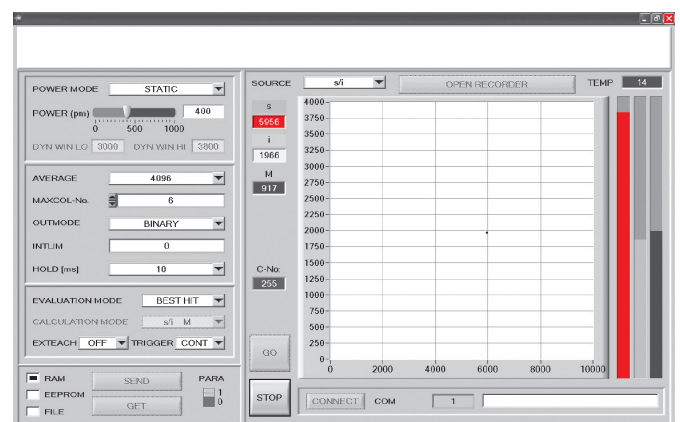 POWER MODE STATIC
POWER (pm) 400
0 500 1000
DYN WIN LO 3000 DYN WIN HI 3800
AVERAGE 4096
MAXCOL-No. 6
OUTMODE BINARY
INTLIM 0
HOLD [ms] 10
EVALUATION MODE BEST HIT
CALCULATION MODE s/i M
EXTEACH OFF TRIGGER CONT
RAM SEND PARA
EEPROM 1
0
FILE GET
SOURCE s/i OPEN RECORDER TEMP 14
s
5956
i
1966
M
917
C-No:
255
GO
STOP
4000
3750
3500
3250
3000
2750
2500
2250
2000
1750
1500
1250
1000
750
500
250
0
0 2000 4000 6000 8000 10000
CONNECT COM 1